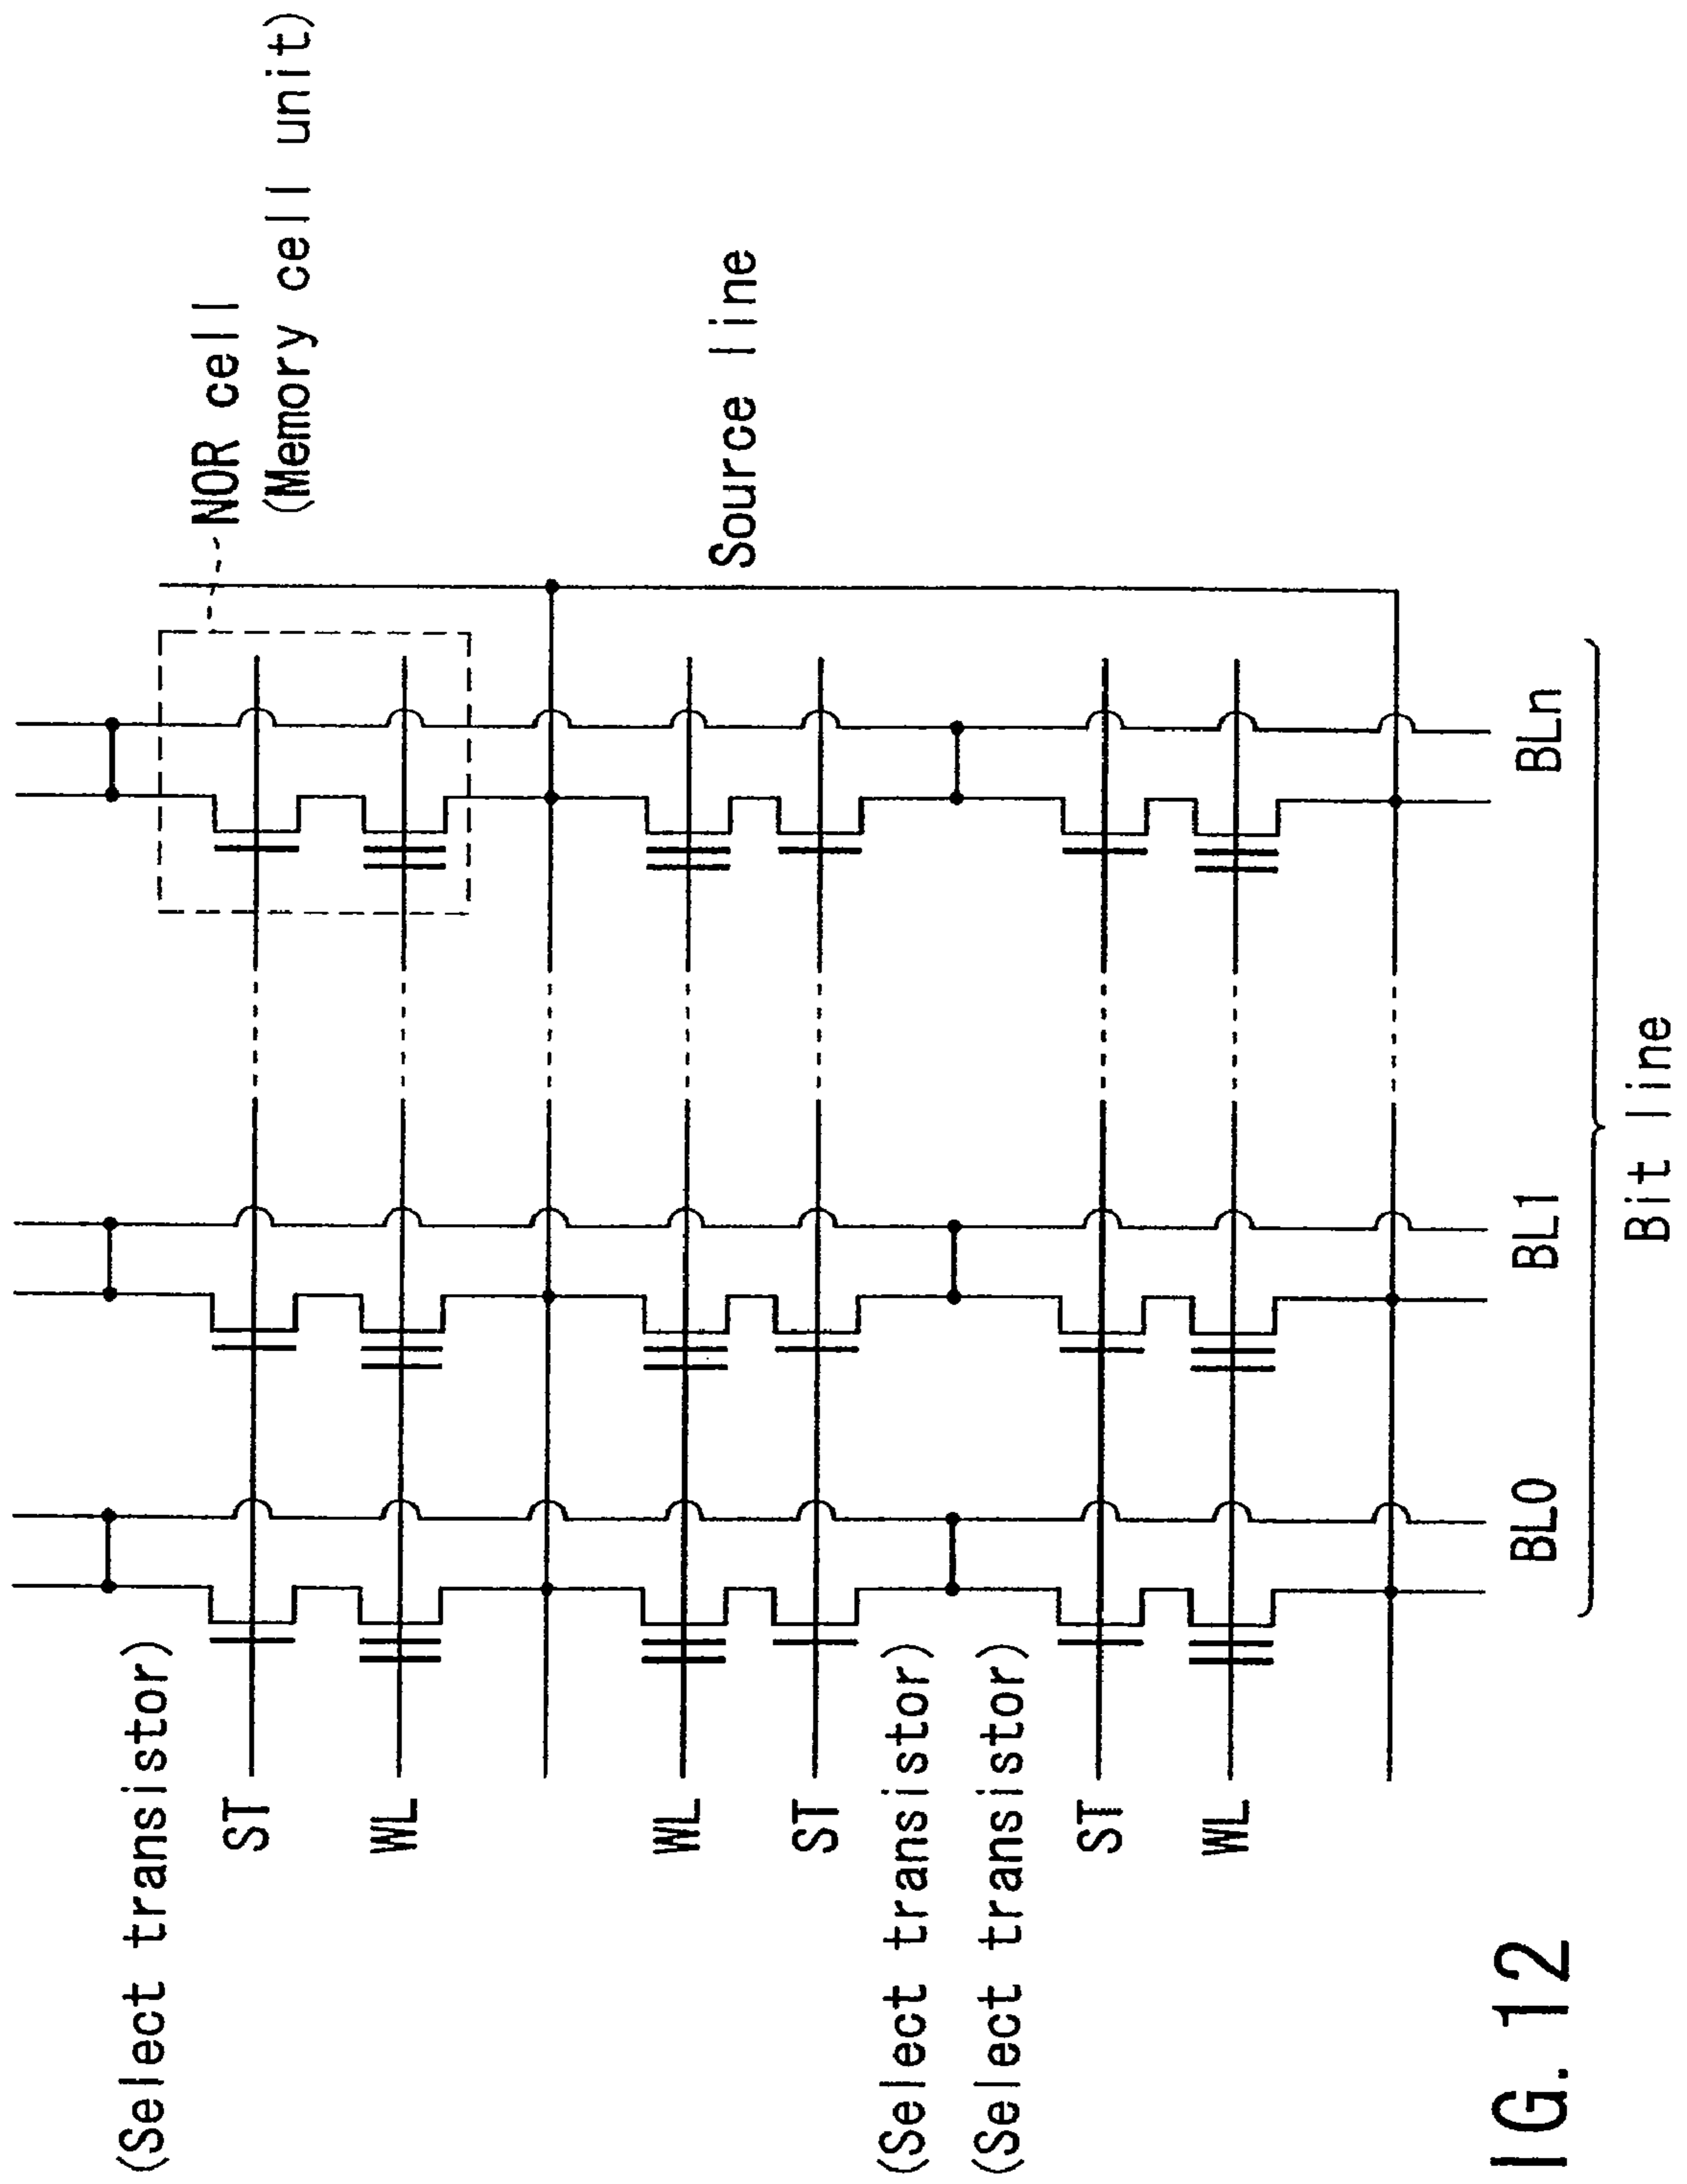 NOR cell
(Memory cell unit)
(Select transistor)
ST
WL
Source line
WL
ST
(Select transistor)
(Select transistor)
ST
WL
BL0
BL1
BLn
Bit line
IG. 12